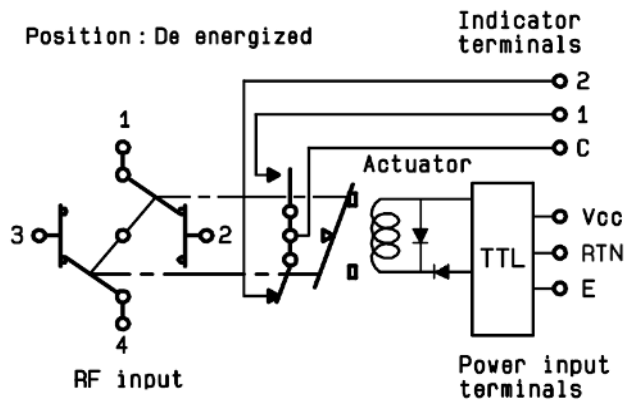 Position : De energized
Indicator
terminals
2
1
C
Actuator
1
3
2
4
RF input
TTL
Vcc
RTN
E
Power input
terminals